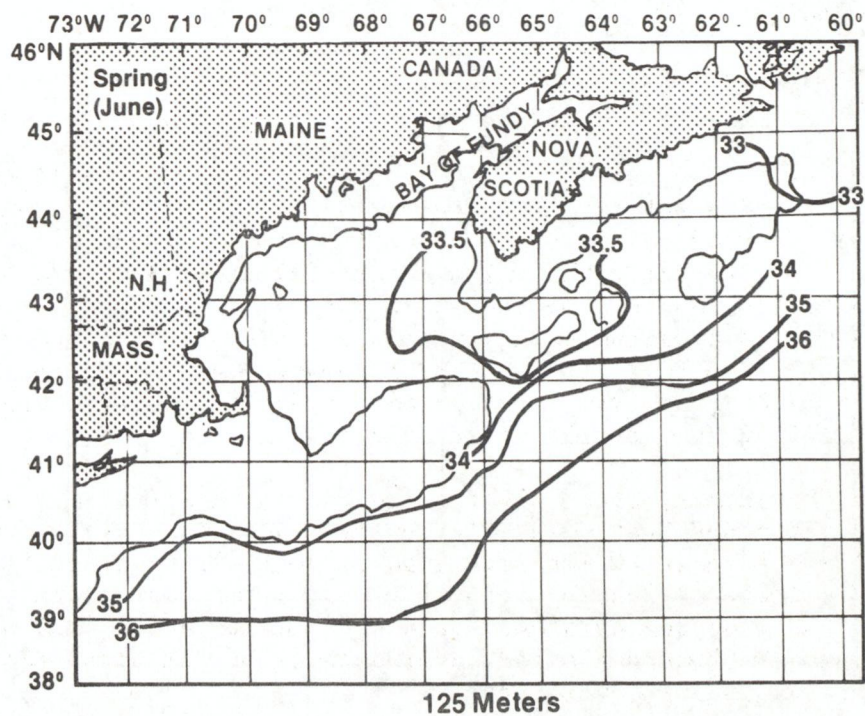 73°W 72° 71° 70° 69° 68° 67° 66° 65° 64° 63° 62° 61° 60°
46°N
Spring
(June)
CANADA
45°
MAINE
BAY OF FUNDY
NOVA
SCOTIA
33
44°
33
33.5
33.5
34
N.H.
43°
35
MASS.
36
42°
41°
34
40°
35
39°
36
38°
125 Meters